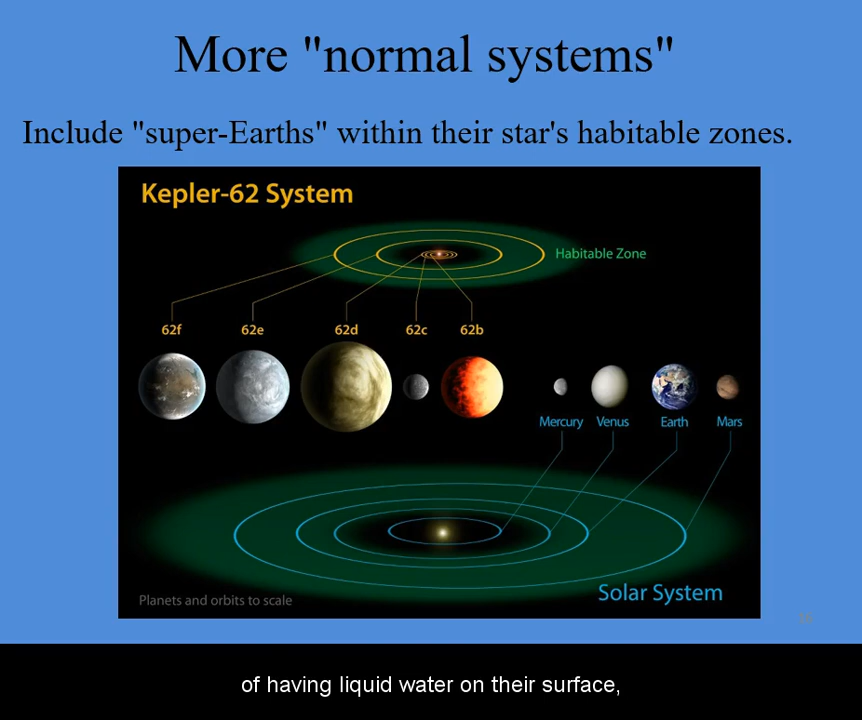 More "normal systems"
Include "super-Earths" within their star's habitable zones.
Kepler-62 System
Habitable Zone
62f 62e 62d 62c 62b
Mercury Venus Earth Mars
Solar System
Planets and orbits to scale
of having liquid water on their surface,